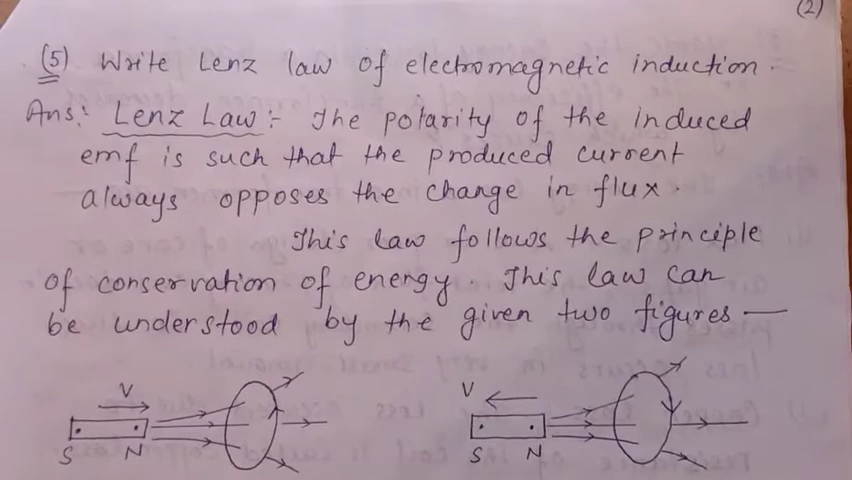 (2)
(5) Write Lenz law of electromagnetic induction.
Ans:- Lenz Law:- The polarity of the induced
emf is such that the produced current
always opposes the change in flux.
This law follows the principle
of conservation of energy. This law can
be understood by the given two figures —
V V
S N S N